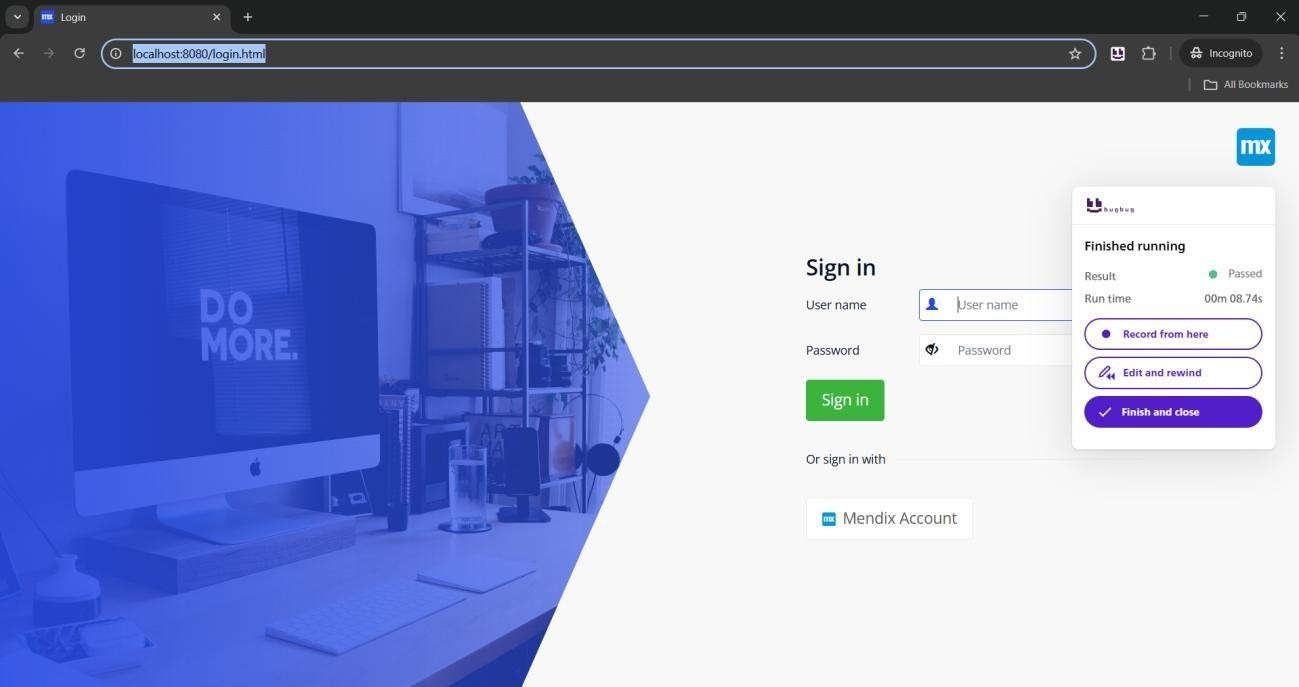 mx Login
localhost:8080/login.html
Incognito
All Bookmarks
DO
MORE.
mx
bugbug
Finished running
Result Passed
Run time 00m 08.74s
Record from here
Edit and rewind
Finish and close
Sign in
User name User name
Password Password
Sign in
Or sign in with
mx Mendix Account